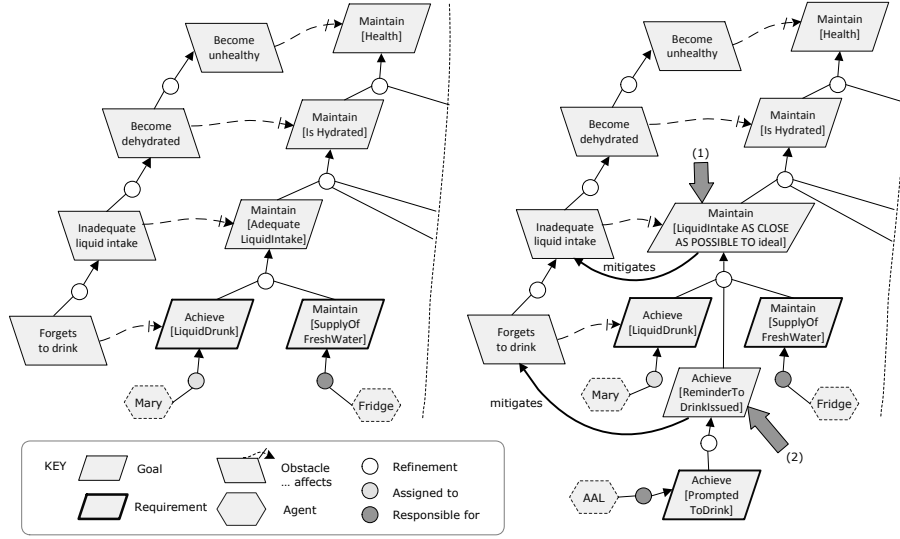 Maintain
[Health]
Become
unhealthy
Become
dehydrated
Maintain
[Is Hydrated]
Inadequate
liquid intake
Maintain
[Adequate
LiquidIntake]
Forgets
to drink
Achieve
[LiquidDrunk]
Maintain
[SupplyOf
FreshWater]
Mary
Fridge
Maintain
[Health]
Become
unhealthy
Become
dehydrated
Maintain
[Is Hydrated]
(1)
Inadequate
liquid intake
Maintain
[LiquidIntake AS CLOSE
AS POSSIBLE TO ideal]
mitigates
Forgets
to drink
Achieve
[LiquidDrunk]
Maintain
[SupplyOf
FreshWater]
Mary
Achieve
[ReminderTo
DrinkIssued]
Fridge
mitigates
(2)
AAL
Achieve
[Prompted
ToDrink]
KEY
Goal
Requirement
Obstacle
... affects
Agent
Refinement
Assigned to
Responsible for